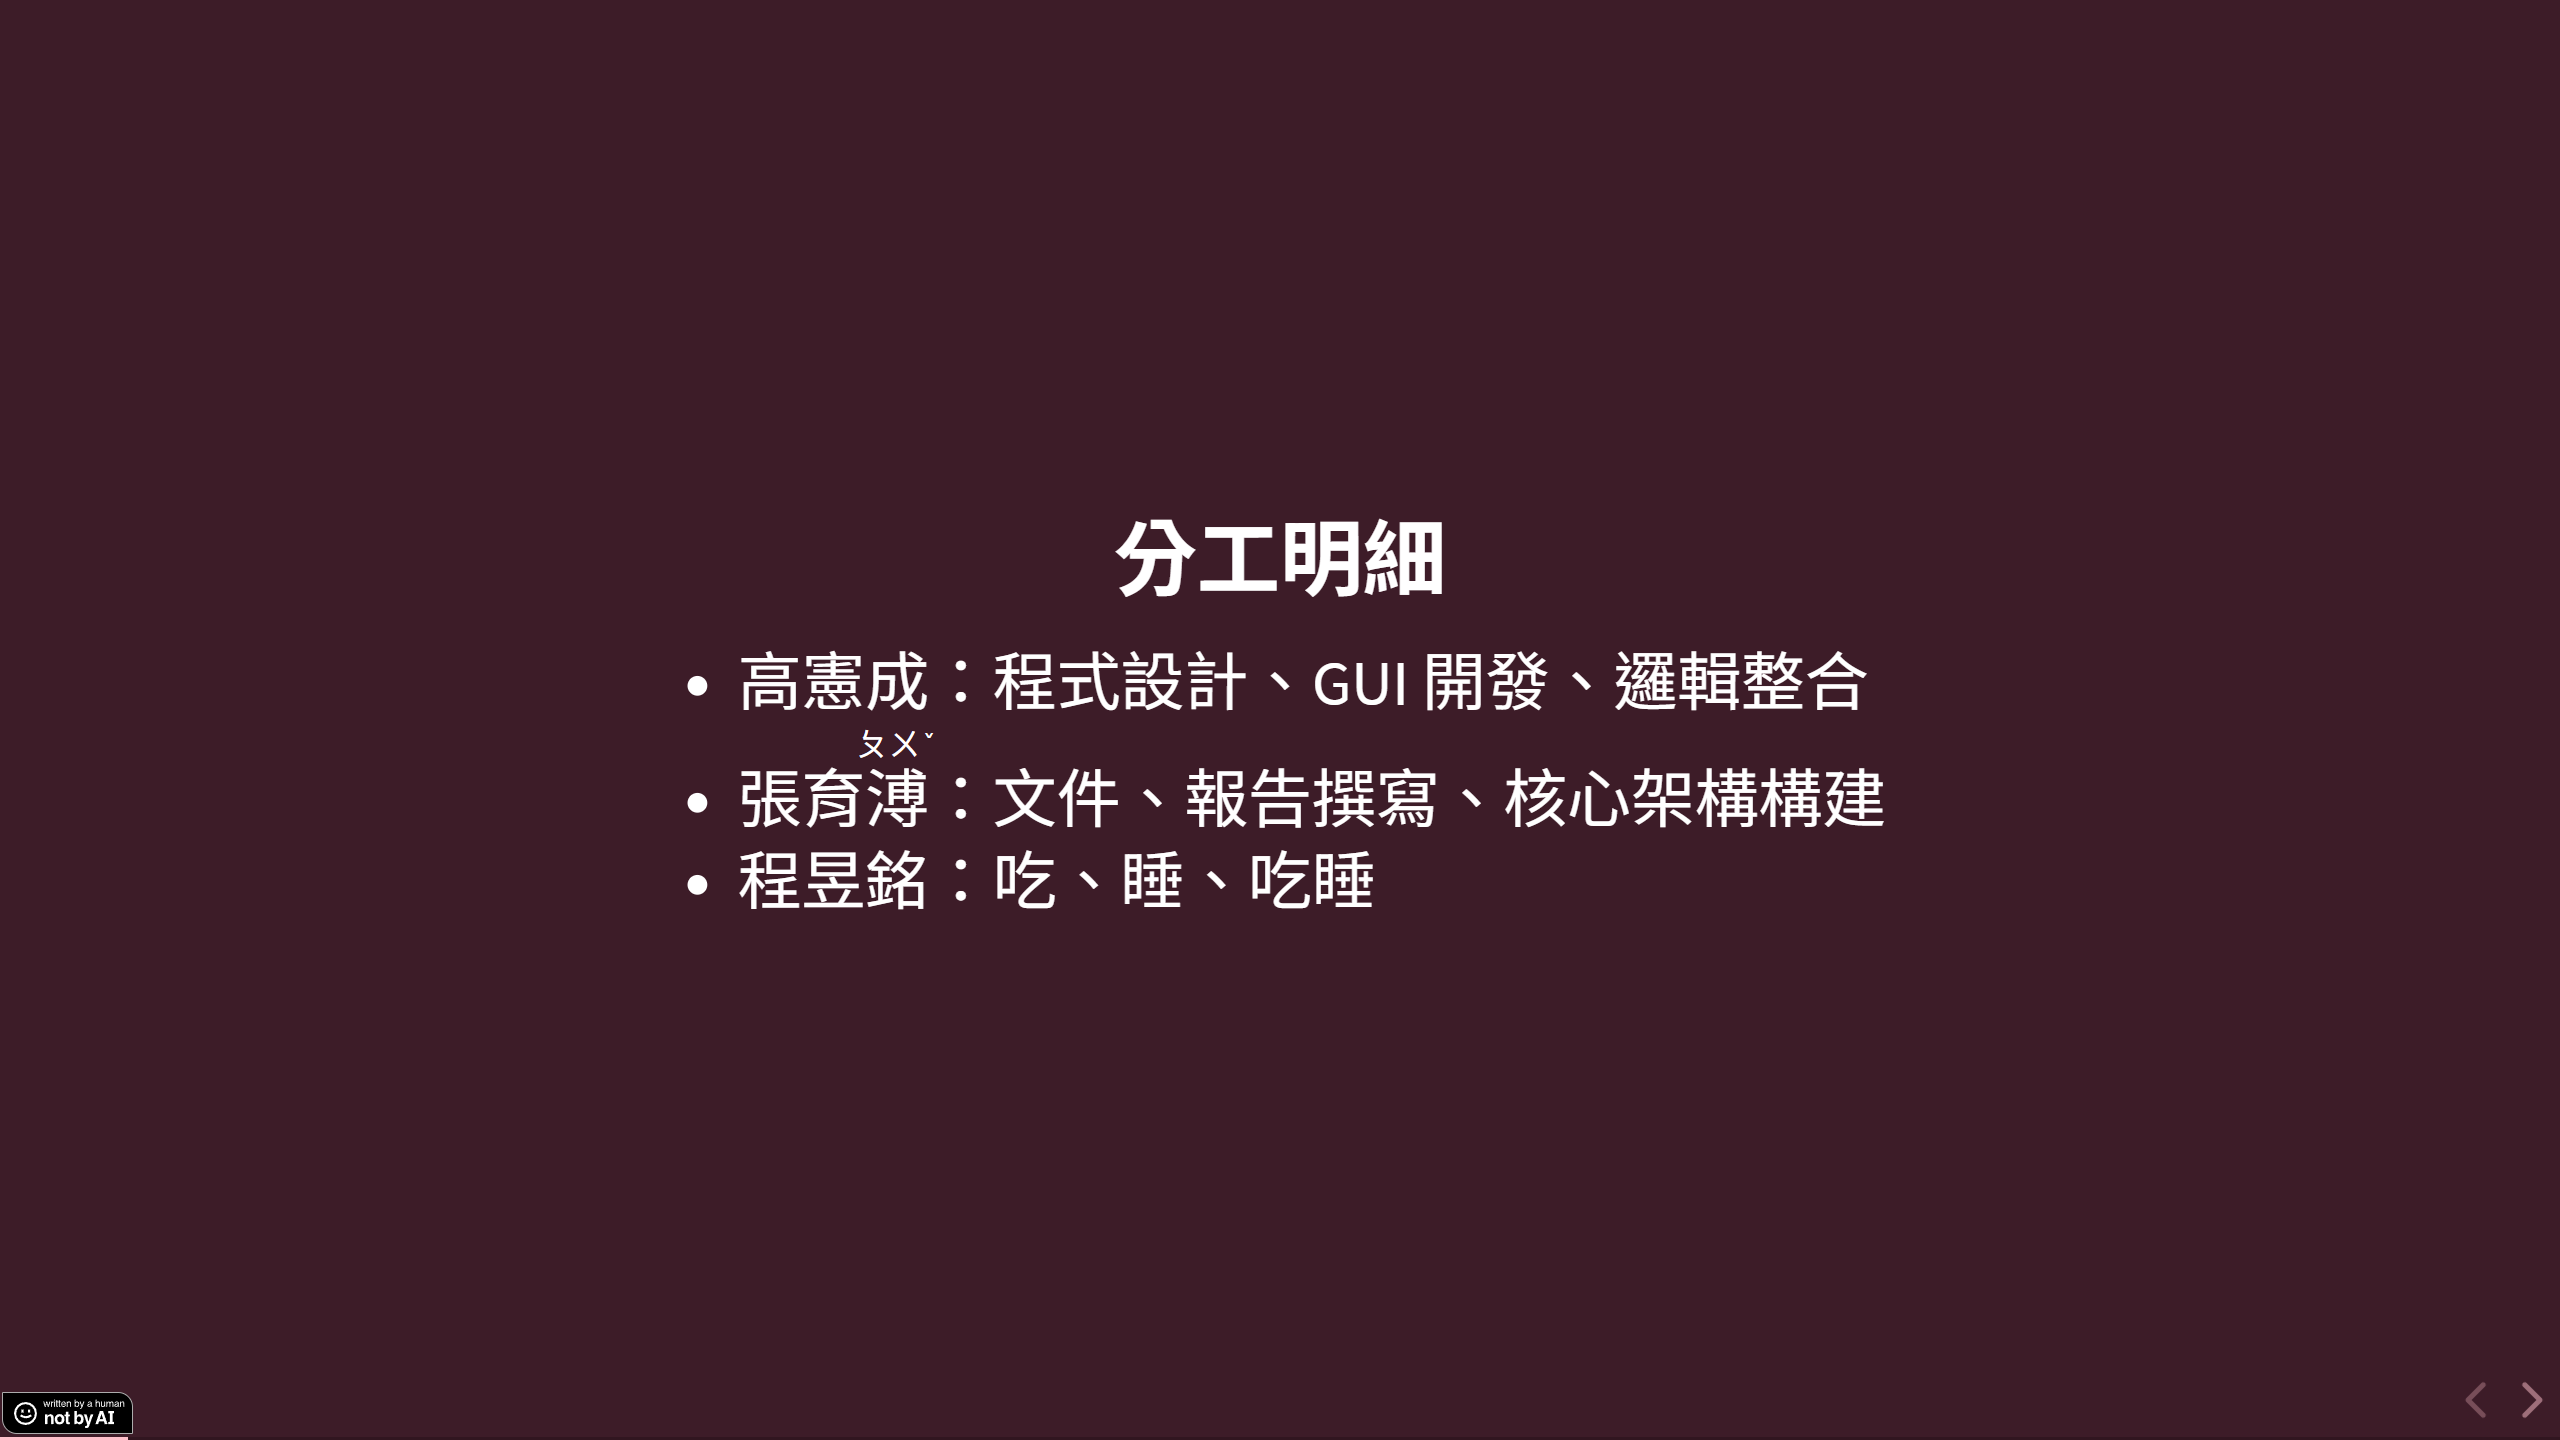 分工明細
• 高憲成：程式設計、GUI 開發、邏輯整合
ㄆㄨˇ
• 張育溥：文件、報告撰寫、核心架構構建
• 程昱銘：吃、睡、吃睡
written by a human
not by AI